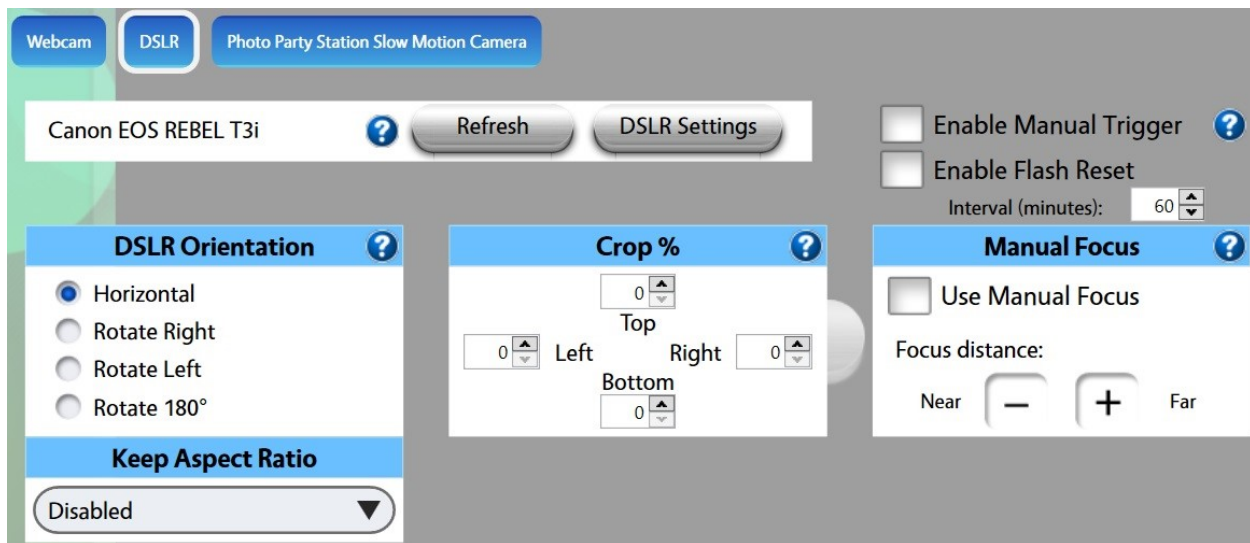 Webcam
DSLR
Photo Party Station Slow Motion Camera
Canon EOS REBEL T3i
?
Refresh
DSLR Settings
Enable Manual Trigger
?
Enable Flash Reset
Interval (minutes):
60
DSLR Orientation
?
Horizontal
Rotate Right
Rotate Left
Rotate 180°
Keep Aspect Ratio
Disabled
Crop %
?
0
Top
0
Left
Right
0
Bottom
0
Manual Focus
?
Use Manual Focus
Focus distance:
Near
−
+
Far